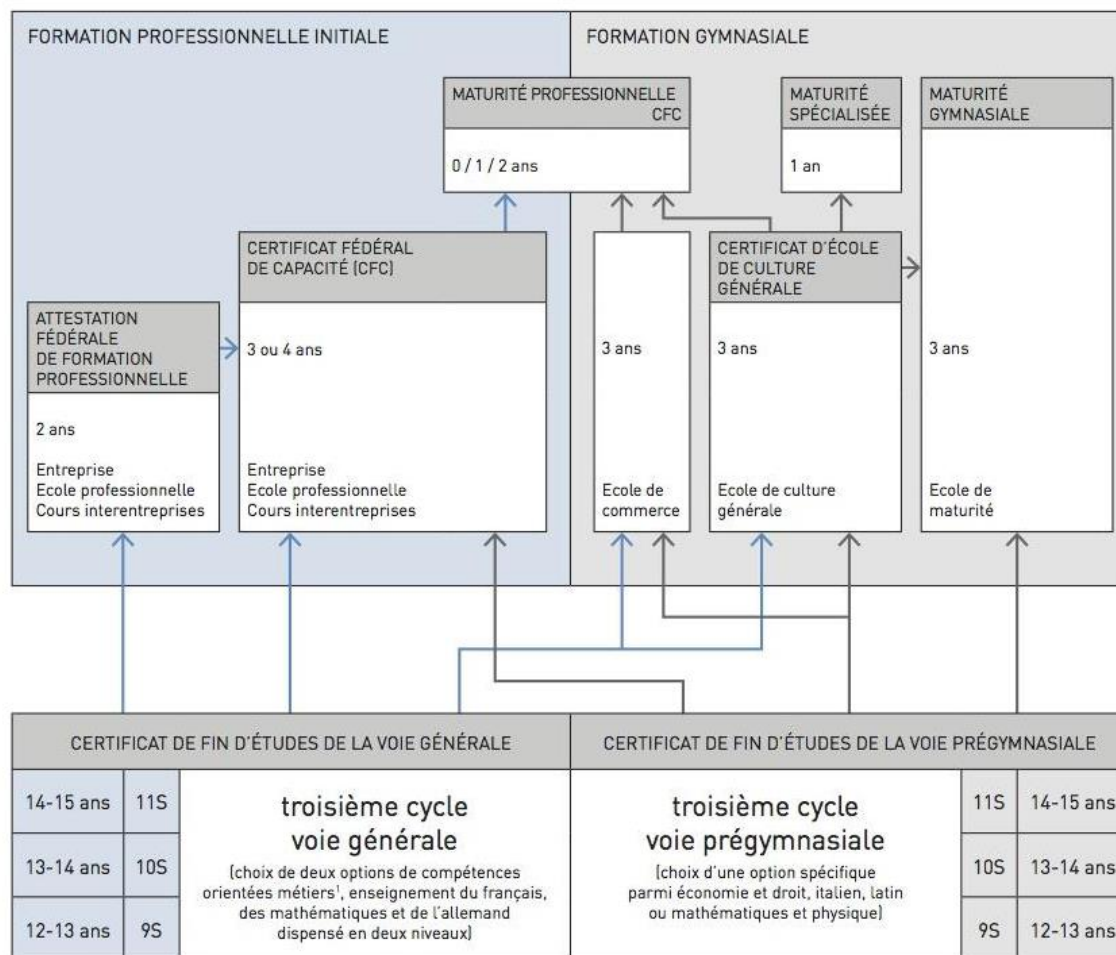 FORMATION PROFESSIONNELLE INITIALE
FORMATION GYMNASIALE
MATURITÉ PROFESSIONNELLE
CFC
0 / 1 / 2 ans
MATURITÉ
SPÉCIALISÉE
1 an
MATURITÉ
GYMNASIALE
3 ans
Ecole de
maturité
CERTIFICAT FÉDÉRAL
DE CAPACITÉ (CFC)
3 ou 4 ans
Entreprise
Ecole professionnelle
Cours interentreprises
3 ans
Ecole de
commerce
CERTIFICAT D'ÉCOLE
DE CULTURE
GÉNÉRALE
3 ans
Ecole de culture
générale
ATTESTATION
FÉDÉRALE
DE FORMATION
PROFESSIONNELLE
2 ans
Entreprise
Ecole professionnelle
Cours interentreprises
CERTIFICAT DE FIN D'ÉTUDES DE LA VOIE GÉNÉRALE
14-15 ans 11S
13-14 ans 10S
12-13 ans 9S
troisième cycle
voie générale
(choix de deux options de compétences
orientées métiers¹, enseignement du français,
des mathématiques et de l'allemand
dispensé en deux niveaux)
CERTIFICAT DE FIN D'ÉTUDES DE LA VOIE PRÉGYMNASIALE
troisième cycle
voie prégymnasiale
(choix d'une option spécifique
parmi économie et droit, italien, latin
ou mathématiques et physique)
11S 14-15 ans
10S 13-14 ans
9S 12-13 ans